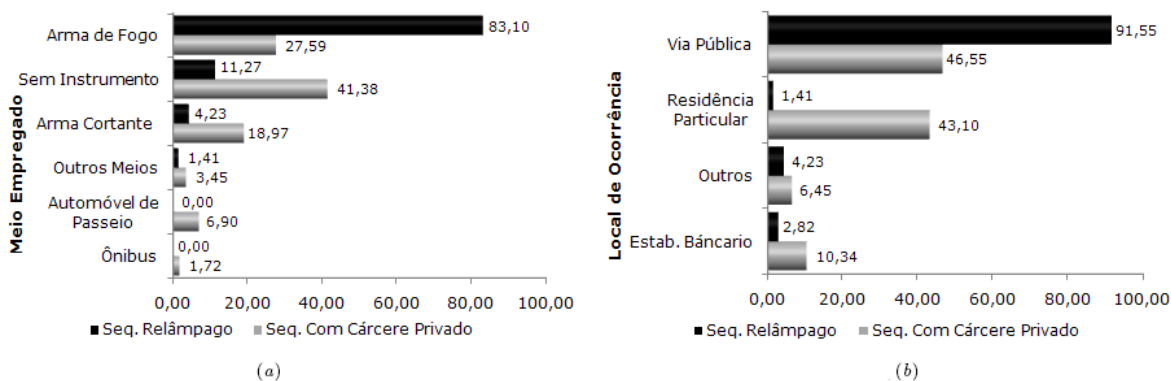 Meio Empregado
Arma de Fogo
83,10
27,59
Sem Instrumento
11,27
41,38
Arma Cortante
4,23
18,97
Outros Meios
1,41
3,45
Automóvel de
Passeio
0,00
6,90
Ônibus
0,00
1,72
0,00 20,00 40,00 60,00 80,00 100,00
Seq. Relâmpago Seq. Com Cárcere Privado
(a)
Local de Ocorrência
Via Pública
91,55
46,55
Residência
Particular
1,41
43,10
Outros
4,23
6,45
Estab. Báncario
2,82
10,34
0,00 20,00 40,00 60,00 80,00 100,00
Seq. Relâmpago Seq. Com Cárcere Privado
(b)